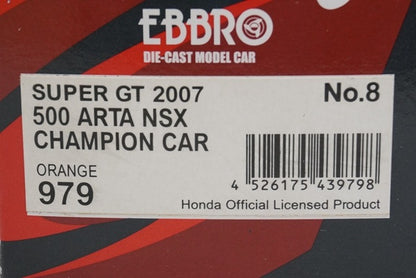 EBBRO
DIE-CAST MODEL CAR
SUPER GT 2007 No.8
500 ARTA NSX
CHAMPION CAR
ORANGE
979
4 526175 439798
Honda Official Licensed Product